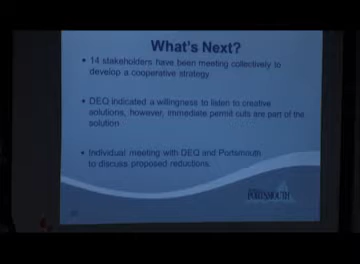 What's Next?
• 14 stakeholders have been meeting collectively to
develop a cooperative strategy
• DEQ indicated a willingness to listen to creative
solutions, however, immediate permit cuts are part of the
solution
• Individual meeting with DEQ and Portsmouth
to discuss proposed reductions.
PORTSMOUTH